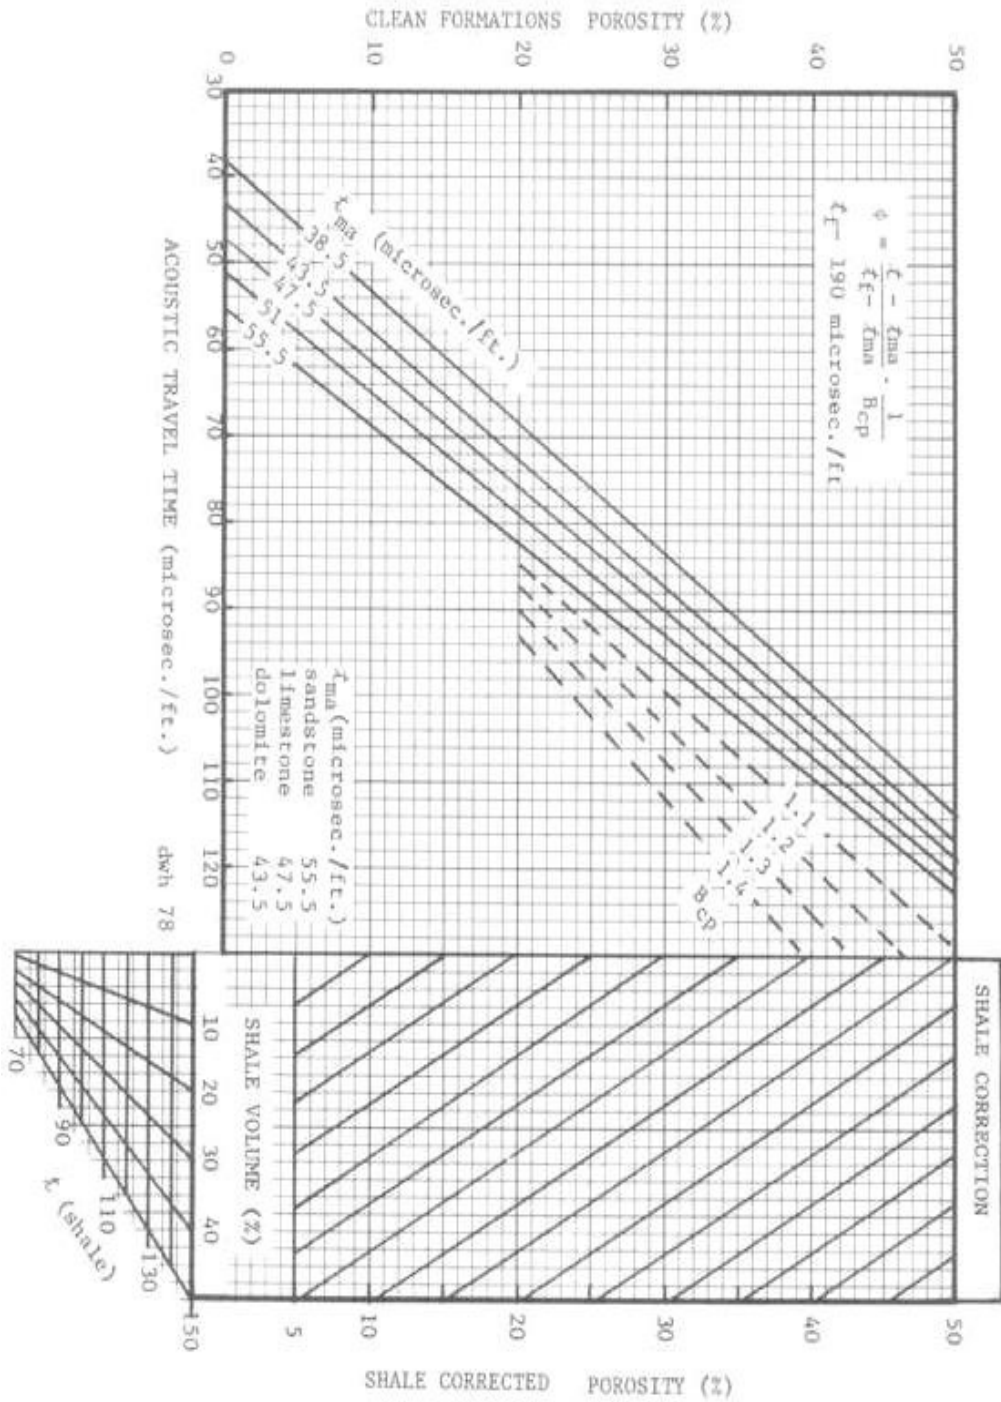 CLEAN FORMATIONS POROSITY (%)
0 10 20 30 40 50
30 40 50 60 70 80 90 100 110 120
ACOUSTIC TRAVEL TIME (microsec./ft.)
dwh 78
φ = t - tma / tf - tma · 1 / Bcp
tf- 190 microsec./ft
tma (microsec./ft.)
38.5
43.5
47.5
51
55.5
1.1
1.2
1.3
1.4
Bcp
tma(microsec./ft.)
sandstone 55.5
limestone 47.5
dolomite 43.5
SHALE CORRECTION
SHALE VOLUME (%)
10 20 30 40
70 90 110 130 150
t (shale)
5 10 20 30 40 50
SHALE CORRECTED POROSITY (%)